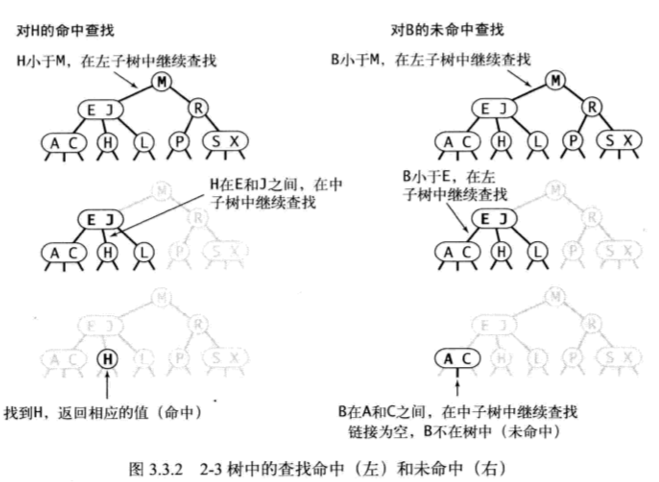 对H的命中查找
H小于M，在左子树中继续查找
M
E J
R
A C
H
L
P
S X
H在E和J之间，在中
子树中继续查找
M
E J
R
A C
H
L
P
S X
M
E J
R
A C
H
L
P
S X
找到H，返回相应的值（命中）
对B的未命中查找
B小于M，在左子树中继续查找
M
E J
R
A C
H
L
P
S X
B小于E，在左
子树中继续查找
M
E J
R
A C
H
L
P
S X
M
E J
R
A C
H
L
P
S X
B在A和C之间，在中子树中继续查找
链接为空，B不在树中（未命中）
图 3.3.2 2-3 树中的查找命中（左）和未命中（右）